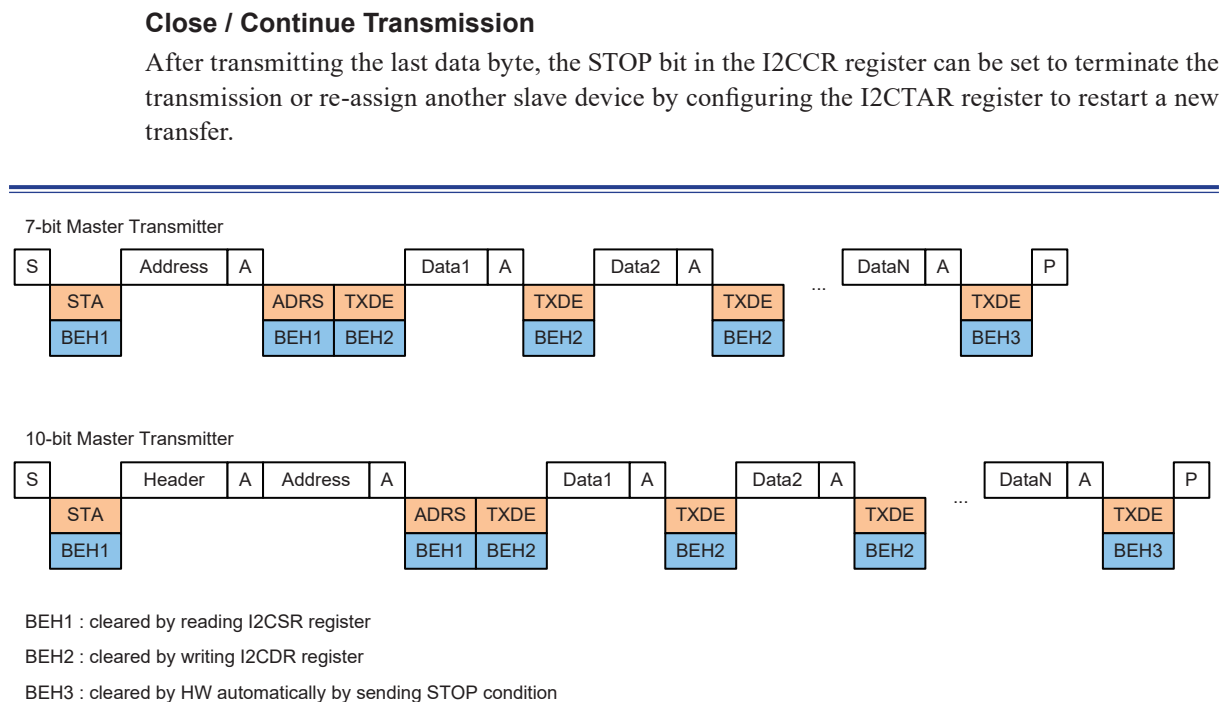 Close / Continue Transmission
After transmitting the last data byte, the STOP bit in the I2CCR register can be set to terminate the
transmission or re-assign another slave device by configuring the I2CTAR register to restart a new
transfer.
7-bit Master Transmitter
S Address A Data1 A Data2 A ... DataN A P
STA ADRS TXDE TXDE TXDE TXDE
BEH1 BEH1 BEH2 BEH2 BEH2 BEH3
10-bit Master Transmitter
S Header A Address A Data1 A Data2 A ... DataN A P
STA ADRS TXDE TXDE TXDE TXDE
BEH1 BEH1 BEH2 BEH2 BEH2 BEH3
BEH1 : cleared by reading I2CSR register
BEH2 : cleared by writing I2CDR register
BEH3 : cleared by HW automatically by sending STOP condition